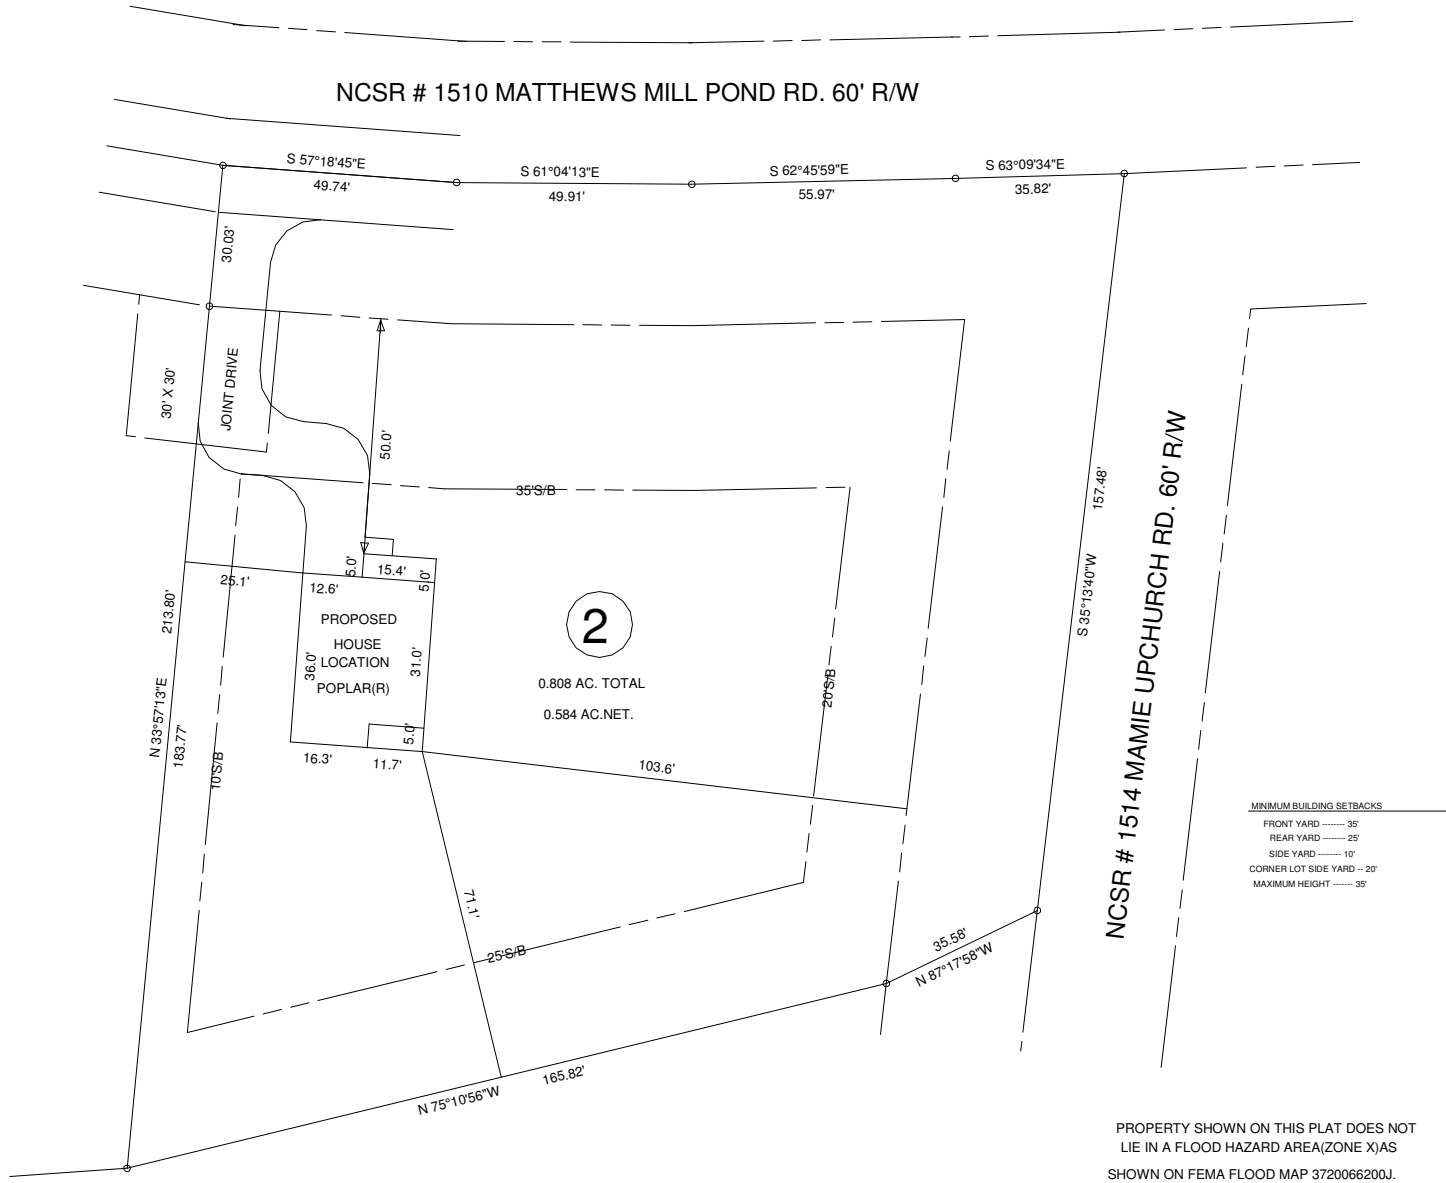 NCSR # 1510 MATTHEWS MILL POND RD. 60' R/W
S 57°18'45"E
49.74'
S 61°04'13"E
49.91'
S 62°45'59"E
55.97'
S 63°09'34"E
35.82'
30.03'
30' X 30'
JOINT DRIVE
50.0'
35'S/B
157.48'
S 35°13'40"W
NCSR # 1514 MAMIE UPCHURCH RD. 60' R/W
25.1'
12.6'
5.0'
15.4'
5.0'
213.80'
N 33°57'13"E
183.77'
10'S/B
PROPOSED
HOUSE
LOCATION
POPLAR(R)
36.0'
31.0'
5.0'
16.3'
11.7'
2
0.808 AC. TOTAL
0.584 AC.NET.
20'S/B
103.6'
71.1'
25'S/B
35.58'
N 87°17'58"W
165.82'
N 75°10'56"W
MINIMUM BUILDING SETBACKS
FRONT YARD -------- 35'
REAR YARD -------- 25'
SIDE YARD -------- 10'
CORNER LOT SIDE YARD -- 20'
MAXIMUM HEIGHT ------- 35'
PROPERTY SHOWN ON THIS PLAT DOES NOT
LIE IN A FLOOD HAZARD AREA(ZONE X)AS
SHOWN ON FEMA FLOOD MAP 3720066200J.